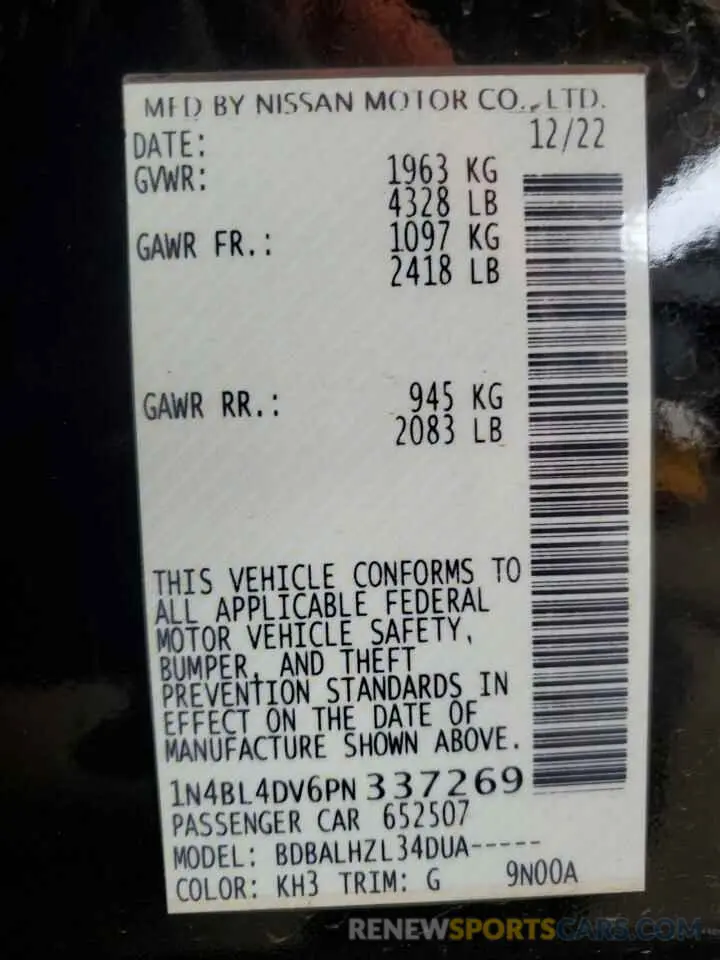 MFD BY NISSAN MOTOR CO., LTD.
DATE: 12/22
GVWR: 1963 KG
4328 LB
GAWR FR.: 1097 KG
2418 LB
GAWR RR.: 945 KG
2083 LB
THIS VEHICLE CONFORMS TO
ALL APPLICABLE FEDERAL
MOTOR VEHICLE SAFETY,
BUMPER, AND THEFT
PREVENTION STANDARDS IN
EFFECT ON THE DATE OF
MANUFACTURE SHOWN ABOVE.
1N4BL4DV6PN 337269
PASSENGER CAR 652507
MODEL: BDBALHZL34DUA-----
COLOR: KH3 TRIM: G 9N00A
RENEWSPORTSCARS.COM